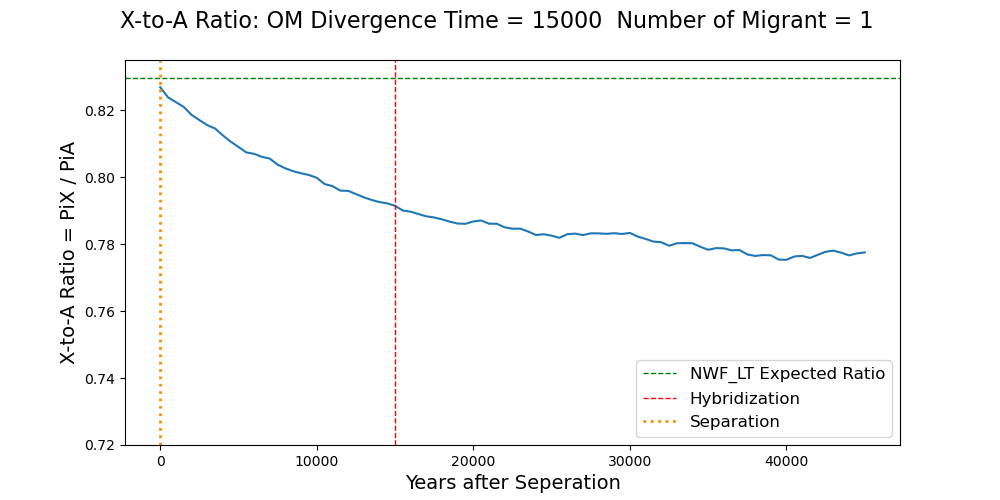 X-to-A Ratio: OM Divergence Time = 15000  Number of Migrant = 1
X-to-A Ratio = PiX / PiA
0.82
0.80
0.78
0.76
0.74
0.72
NWF_LT Expected Ratio
Hybridization
Separation
0 10000 20000 30000 40000
Years after Seperation